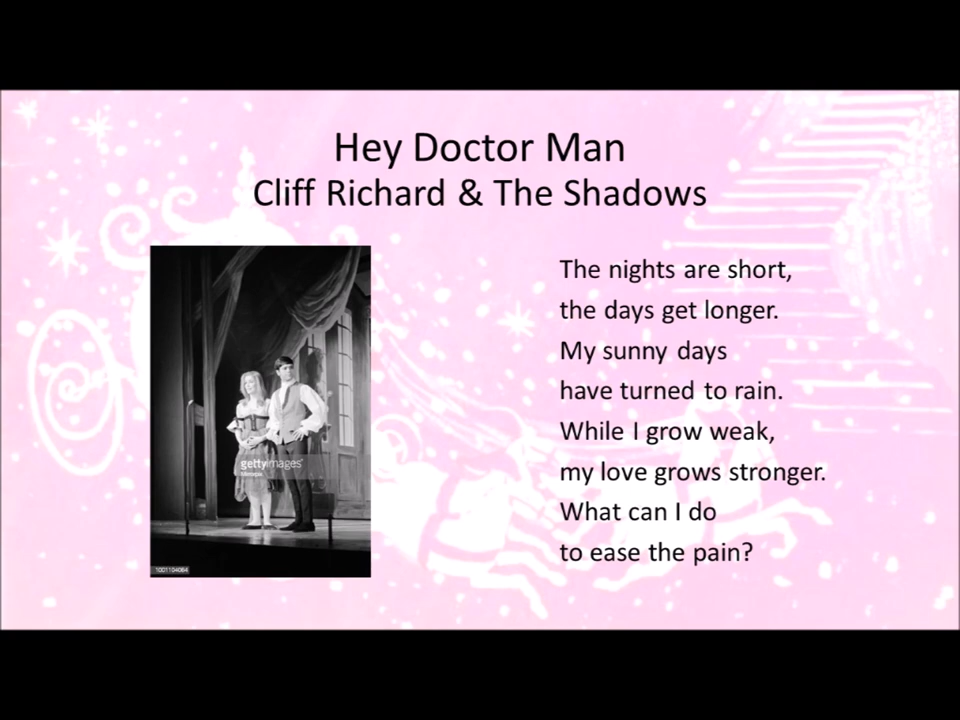 Hey Doctor Man
Cliff Richard & The Shadows
gettyimages
1001104064
The nights are short,
the days get longer.
My sunny days
have turned to rain.
While I grow weak,
my love grows stronger.
What can I do
to ease the pain?